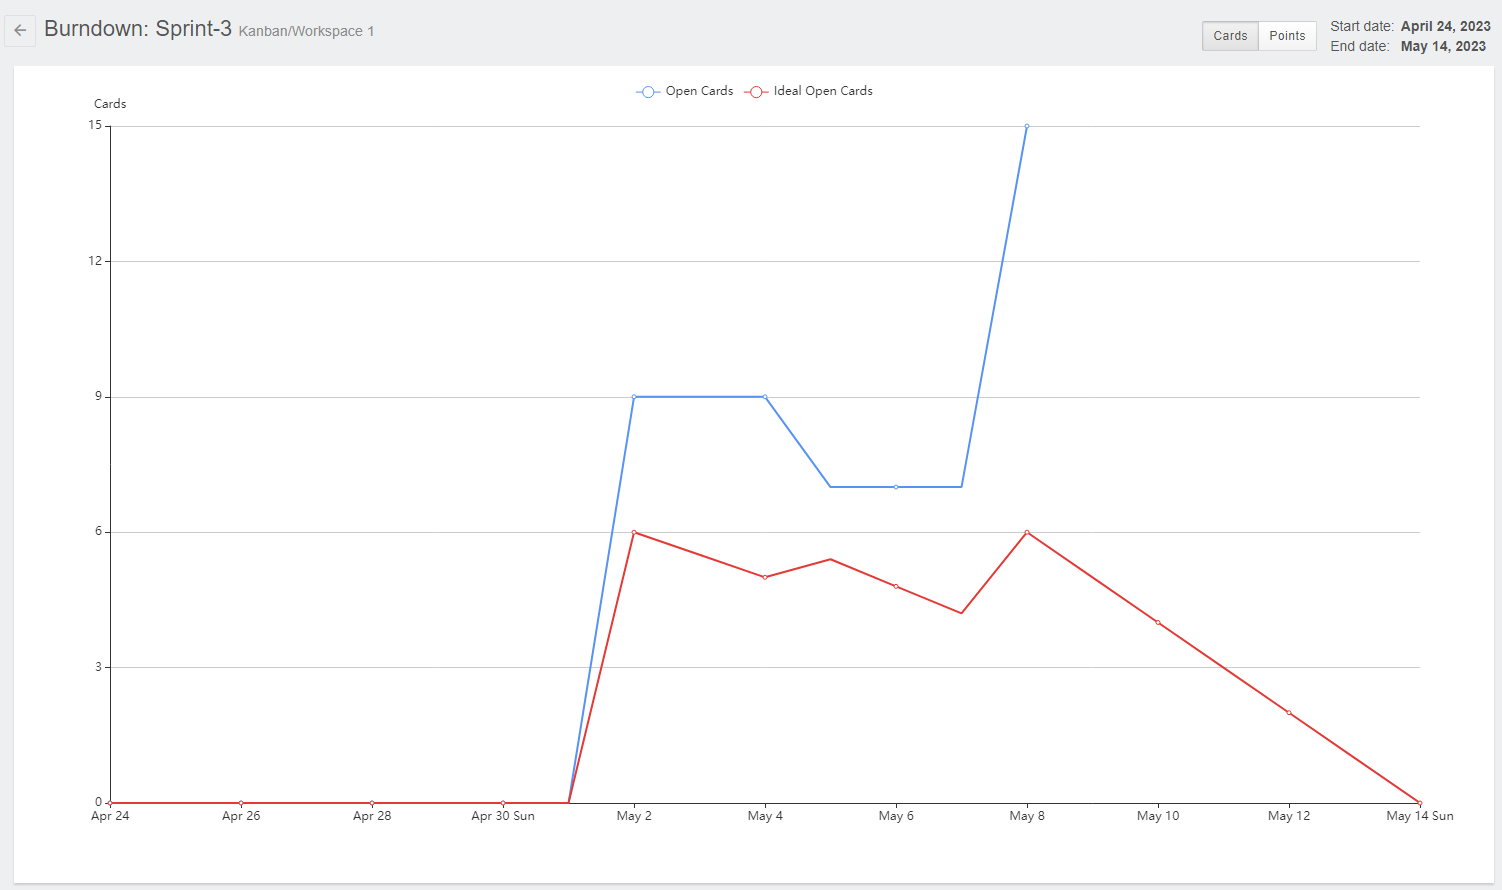 Burndown: Sprint-3 Kanban/Workspace 1
Cards Points
Start date: April 24, 2023
End date: May 14, 2023
Open Cards Ideal Open Cards
Cards
15
12
9
6
3
0
Apr 24 Apr 26 Apr 28 Apr 30 Sun May 2 May 4 May 6 May 8 May 10 May 12 May 14 Sun